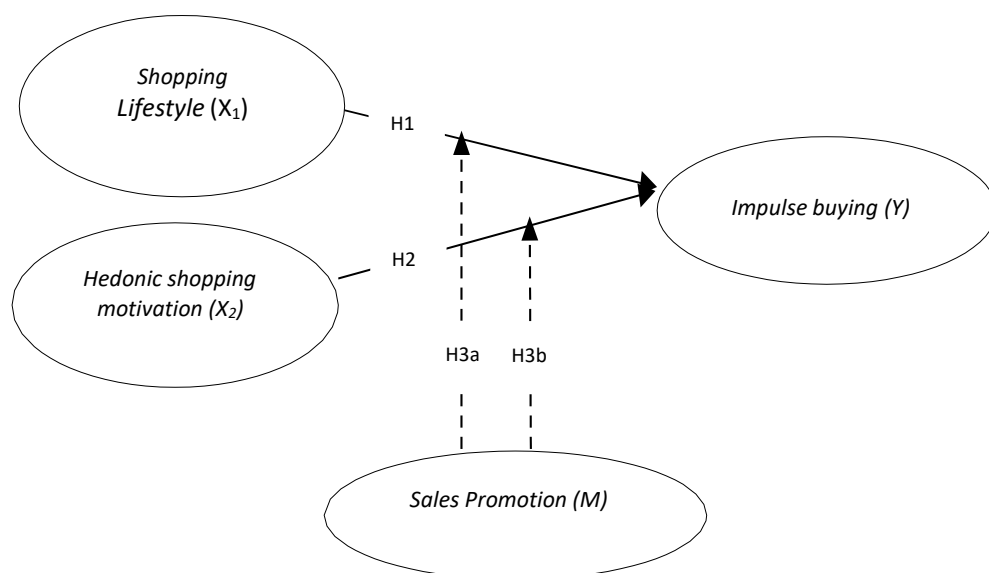 Shopping
Lifestyle (X₁)
H1
Impulse buying (Y)
H2
Hedonic shopping
motivation (X₂)
H3a
H3b
Sales Promotion (M)